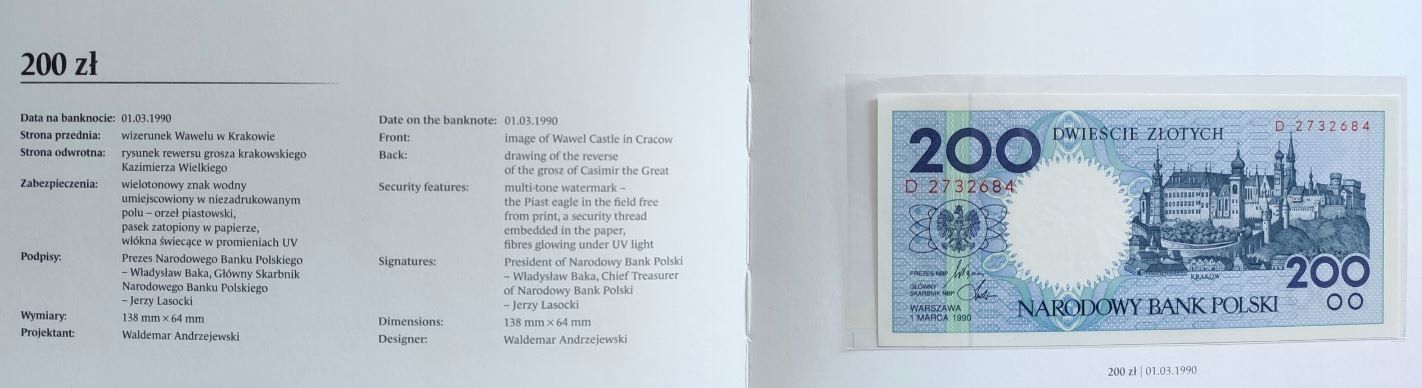 200 zł
Data na banknocie: 01.03.1990
Strona przednia: wizerunek Wawelu w Krakowie
Strona odwrotna: rysunek rewersu grosza krakowskiego
Kazimierza Wielkiego
Zabezpieczenia: wielotonowy znak wodny
umiejscowiony w niezadrukowanym
polu – orzeł piastowski,
pasek zatopiony w papierze,
włókna świecące w promieniach UV
Podpisy: Prezes Narodowego Banku Polskiego
– Władysław Baka, Główny Skarbnik
Narodowego Banku Polskiego
– Jerzy Lasocki
Wymiary: 138 mm × 64 mm
Projektant: Waldemar Andrzejewski
Date on the banknote: 01.03.1990
Front: image of Wawel Castle in Cracow
Back: drawing of the reverse
of the grosz of Casimir the Great
Security features: multi-tone watermark –
the Piast eagle in the field free
from print, a security thread
embedded in the paper,
fibres glowing under UV light
Signatures: President of Narodowy Bank Polski
– Władysław Baka, Chief Treasurer
of Narodowy Bank Polski
– Jerzy Lasocki
Dimensions: 138 mm × 64 mm
Designer: Waldemar Andrzejewski
200 DWIEŚCIE ZŁOTYCH D 2732684
D 2732684
PREZES NBP
GŁÓWNY
SKARBNIK NBP
WARSZAWA
1 MARCA 1990
KRAKÓW
200
NARODOWY BANK POLSKI
200 zł | 01.03.1990